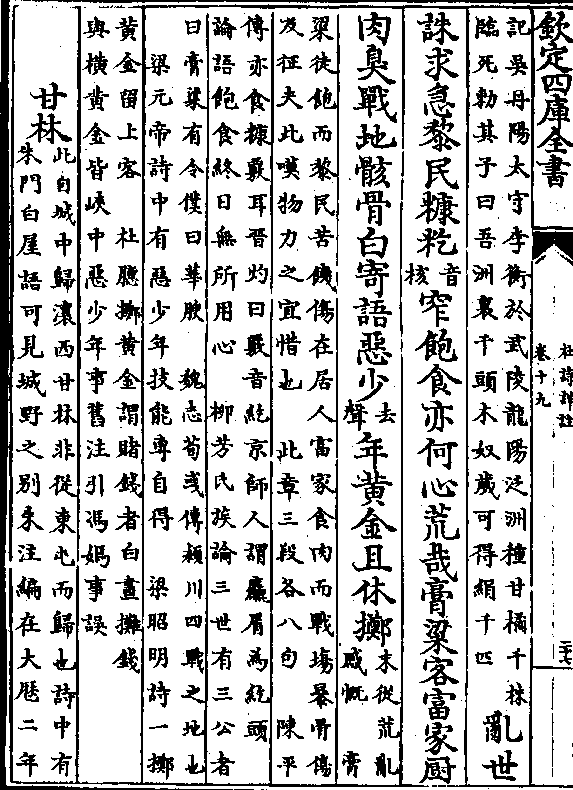 欽定四庫全書
杜詩詳註
卷十九
二十七
記吳丹陽太守李衡於武陵龍陽泛洲種甘橘千株
臨死勅其子曰吾洲裏千頭木奴歲可得絹千匹
亂世
誅求急黎民糠籺音核窄飽食亦何心荒哉膏粱客富家厨
肉臭戰地骸骨白寄語惡少去聲年黄金且休擲末從荒亂
感慨 膏
粱徒飽而黎民苦饑傷在居人富家食肉而戰塲暴骨傷
及征夫此嘆物力之宜惜也 此章三段各八句 陳平
傳亦食糠覈耳晉灼曰覈音紇京師人謂麤屑為紇頭
論語飽食終日無所用心 柳芳氏族論三世有三公者
曰膏粱有令僕曰華腴 魏志荀彧傳頴川四戰之地也
梁元帝詩中有惡少年技能專自得 梁昭明詩一擲
黄金留上客 杜臆擲黄金謂賭錢者白晝攤錢
與橫黄金皆峽中惡少年事舊注引馮媽事誤
甘林
此自城中歸瀼西甘林非從東屯而歸也詩中有
朱門白屋語可見城野之别朱注編在大厯二年